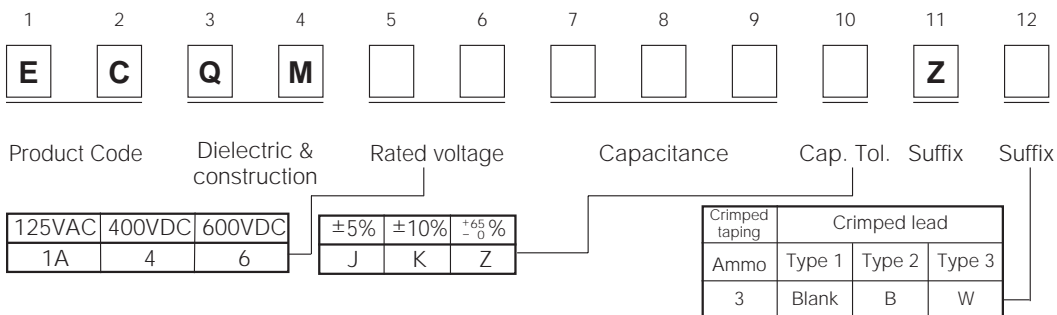 1 2 3 4 5 6 7 8 9 10 11 12
E C Q M Z
Product Code Dielectric & construction Rated voltage Capacitance Cap. Tol. Suffix Suffix
125VAC 400VDC 600VDC
1A 4 6
±5% ±10% +65 − 0 %
J K Z
Crimped taping Crimped lead
Ammo Type 1 Type 2 Type 3
3 Blank B W